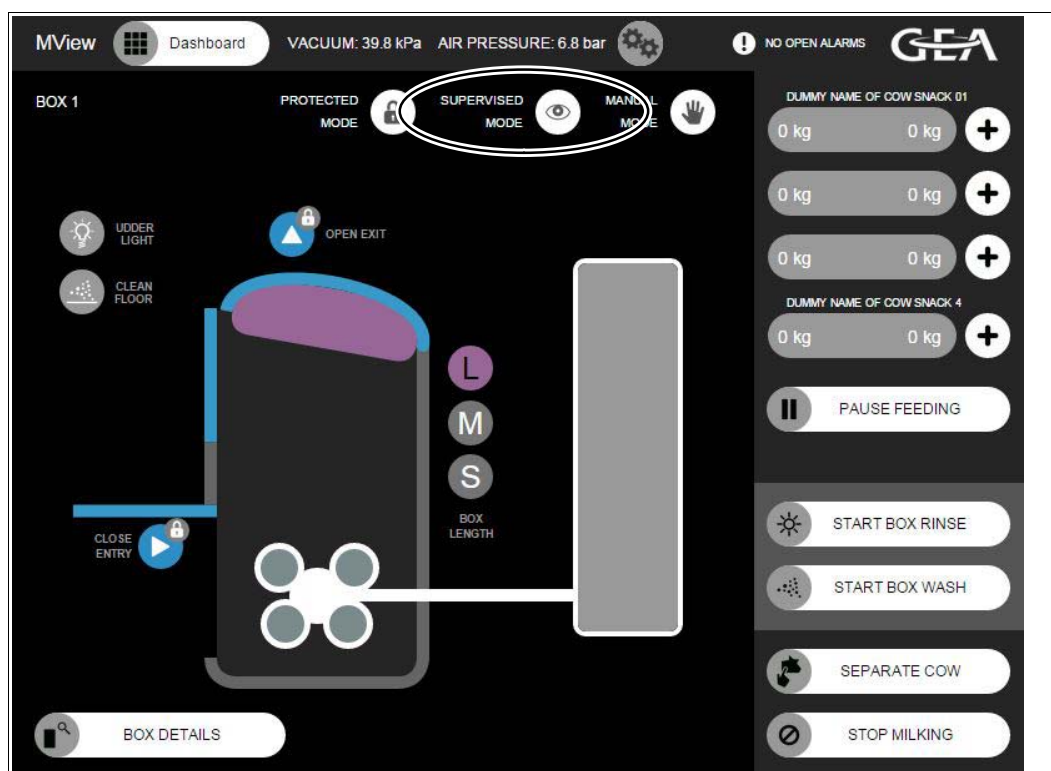 MView
Dashboard
VACUUM: 39.8 kPa
AIR PRESSURE: 6.8 bar
NO OPEN ALARMS
GEA
BOX 1
PROTECTED
MODE
SUPERVISED
MODE
MANUAL
MODE
UDDER
LIGHT
CLEAN
FLOOR
OPEN EXIT
L
M
S
BOX
LENGTH
CLOSE
ENTRY
BOX DETAILS
DUMMY NAME OF COW SNACK 01
0 kg 0 kg
0 kg 0 kg
0 kg 0 kg
DUMMY NAME OF COW SNACK 4
0 kg 0 kg
PAUSE FEEDING
START BOX RINSE
START BOX WASH
SEPARATE COW
STOP MILKING